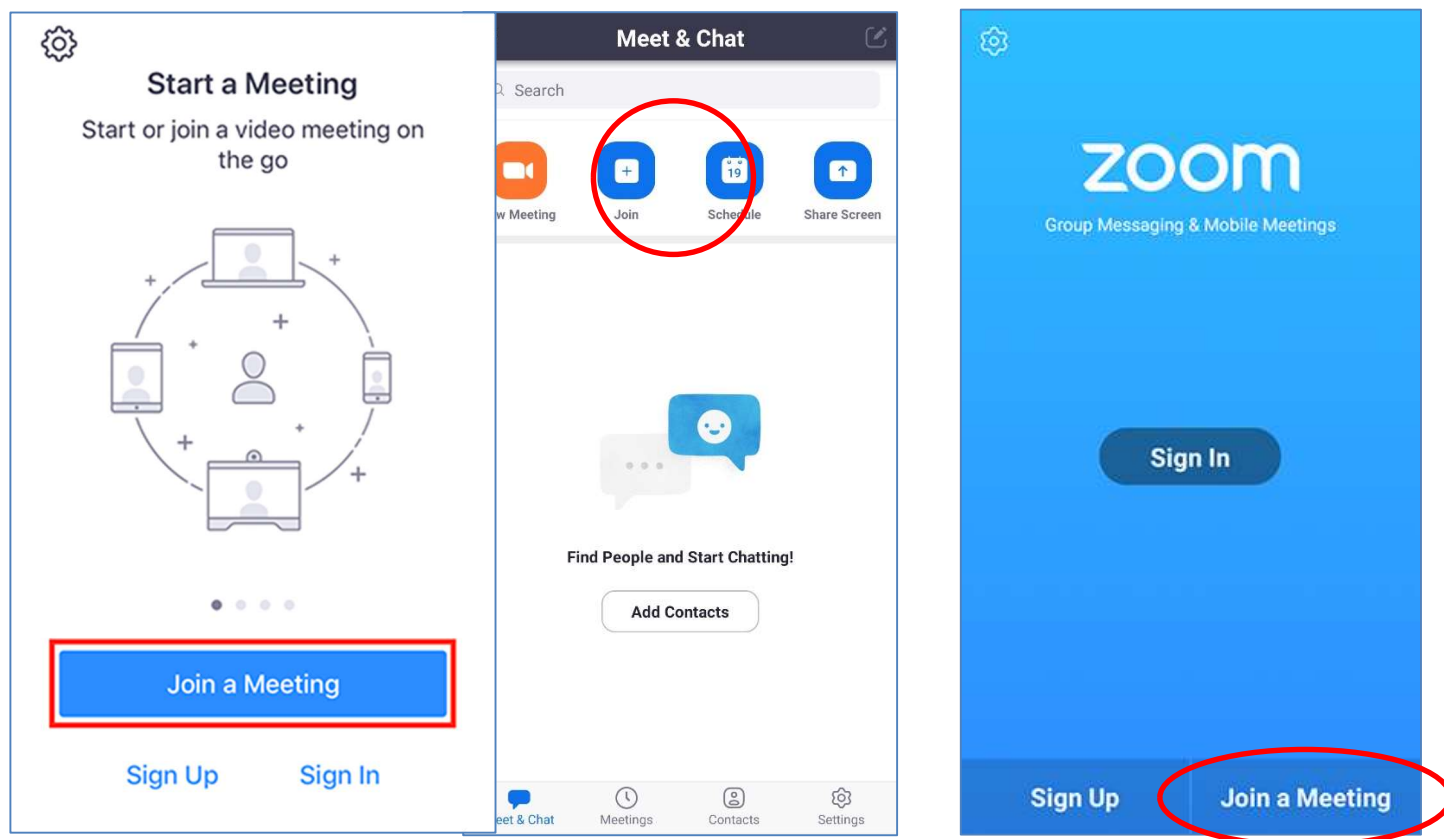 Start a Meeting
Start or join a video meeting on
the go
Join a Meeting
Sign Up Sign In
Meet & Chat
Search
w Meeting Join Schedule Share Screen
19
Find People and Start Chatting!
Add Contacts
eet & Chat Meetings Contacts Settings
zoom
Group Messaging & Mobile Meetings
Sign In
Sign Up Join a Meeting